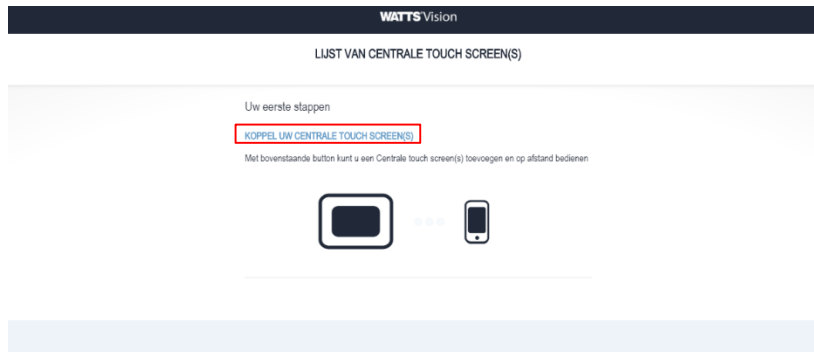 WATTS Vision
LIJST VAN CENTRALE TOUCH SCREEN(S)
Uw eerste stappen
KOPPEL UW CENTRALE TOUCH SCREEN(S)
Met bovenstaande button kunt u een Centrale touch screen(s) toevoegen en op afstand bedienen